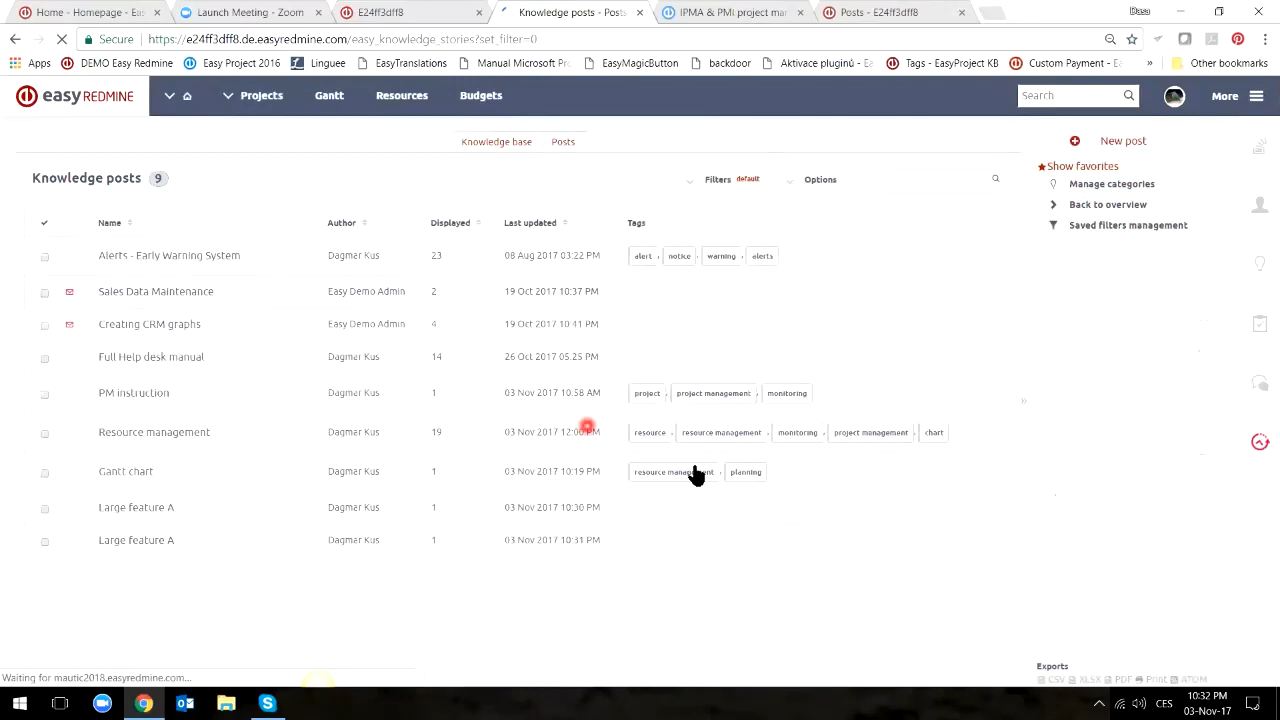 Home - Homepage - Eas
Launch Meeting - Zoom
E24ff3dff8
Knowledge posts - Posts
IPMA & PMI project mar
Posts - E24ff3dff8
Secure
https://e24ff3dff8.de.easyredmine.com/easy_knowledge_stories?set_filter=0
Apps
DEMO Easy Redmine
Easy Project 2016
Linguee
EasyTranslations
Manual Microsoft Pro
EasyMagicButton
backdoor
Aktivace pluginů - Ea
Tags - EasyProject KB
Custom Payment - Ea
»
Other bookmarks
easy REDMINE
Projects
Gantt
Resources
Budgets
Search
More
Knowledge base
Posts
New post
Show favorites
Manage categories
Back to overview
Saved filters management
Knowledge posts 9
Filters default
Options
Name Author Displayed Last updated Tags
Alerts - Early Warning System Dagmar Kus 23 08 Aug 2017 03:22 PM alert , notice , warning , alerts
Sales Data Maintenance Easy Demo Admin 2 19 Oct 2017 10:37 PM
Creating CRM graphs Easy Demo Admin 4 19 Oct 2017 10:41 PM
Full Help desk manual Dagmar Kus 14 26 Oct 2017 05:25 PM
PM instruction Dagmar Kus 1 03 Nov 2017 10:58 AM project , project management , monitoring
Resource management Dagmar Kus 19 03 Nov 2017 12:00 PM resource , resource management , monitoring , project management , chart
Gantt chart Dagmar Kus 1 03 Nov 2017 10:19 PM resource management , planning
Large feature A Dagmar Kus 1 03 Nov 2017 10:30 PM
Large feature A Dagmar Kus 1 03 Nov 2017 10:31 PM
»
Exports
CSV XLSX PDF Print ATOM
Waiting for mautic2018.easyredmine.com...
CES
10:32 PM
03-Nov-17